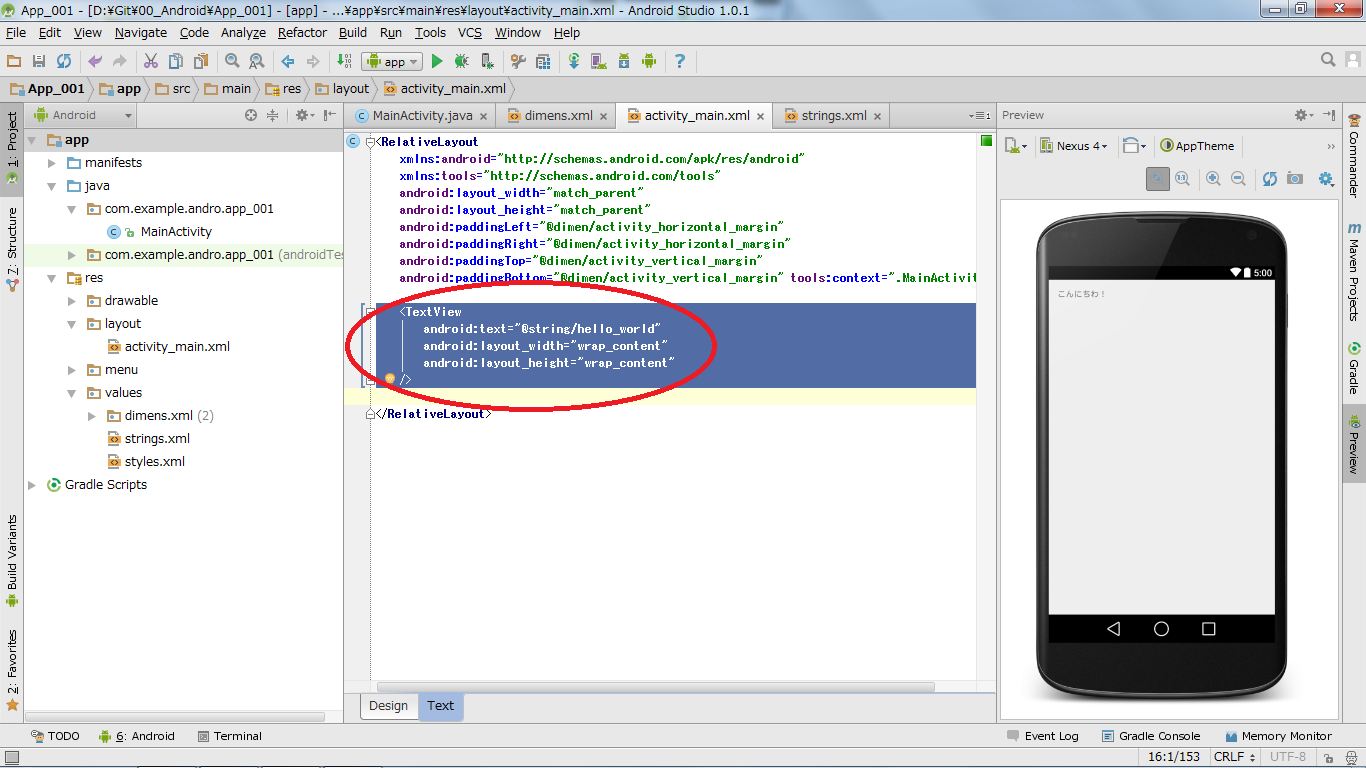 App_001 - [D:¥Git¥00_Android¥App_001] - [app] - ...¥app¥src¥main¥res¥layout¥activity_main.xml - Android Studio 1.0.1
File Edit View Navigate Code Analyze Refactor Build Run Tools VCS Window Help
app
App_001 app src main res layout activity_main.xml
1: Project
7: Structure
Build Variants
2: Favorites
Android
app
manifests
java
com.example.andro.app_001
MainActivity
com.example.andro.app_001 (androidTes
res
drawable
layout
activity_main.xml
menu
values
dimens.xml (2)
strings.xml
styles.xml
Gradle Scripts
MainActivity.java dimens.xml activity_main.xml strings.xml
<RelativeLayout
xmlns:android="http://schemas.android.com/apk/res/android"
xmlns:tools="http://schemas.android.com/tools"
android:layout_width="match_parent"
android:layout_height="match_parent"
android:paddingLeft="@dimen/activity_horizontal_margin"
android:paddingRight="@dimen/activity_horizontal_margin"
android:paddingTop="@dimen/activity_vertical_margin"
android:paddingBottom="@dimen/activity_vertical_margin" tools:context=".MainActivit
<TextView
android:text="@string/hello_world"
android:layout_width="wrap_content"
android:layout_height="wrap_content"
/>
</RelativeLayout>
Design Text
Preview
Nexus 4 AppTheme
5:00
こんにちわ！
Commander
Maven Projects
Gradle
Preview
TODO 6: Android Terminal Event Log Gradle Console Memory Monitor
16:1/153 CRLF UTF-8